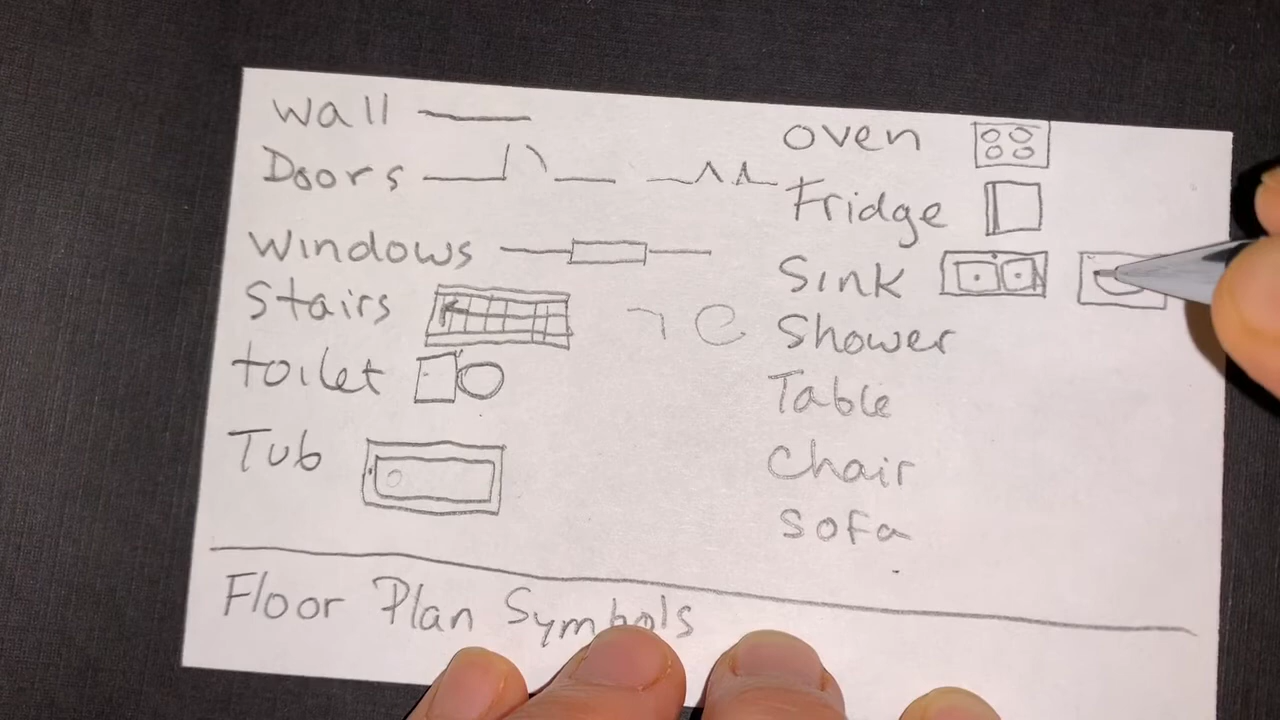 Wall
Doors
Windows
Stairs
toilet
Tub
oven
Fridge
Sink
Shower
Table
Chair
Sofa
Floor Plan Symbols